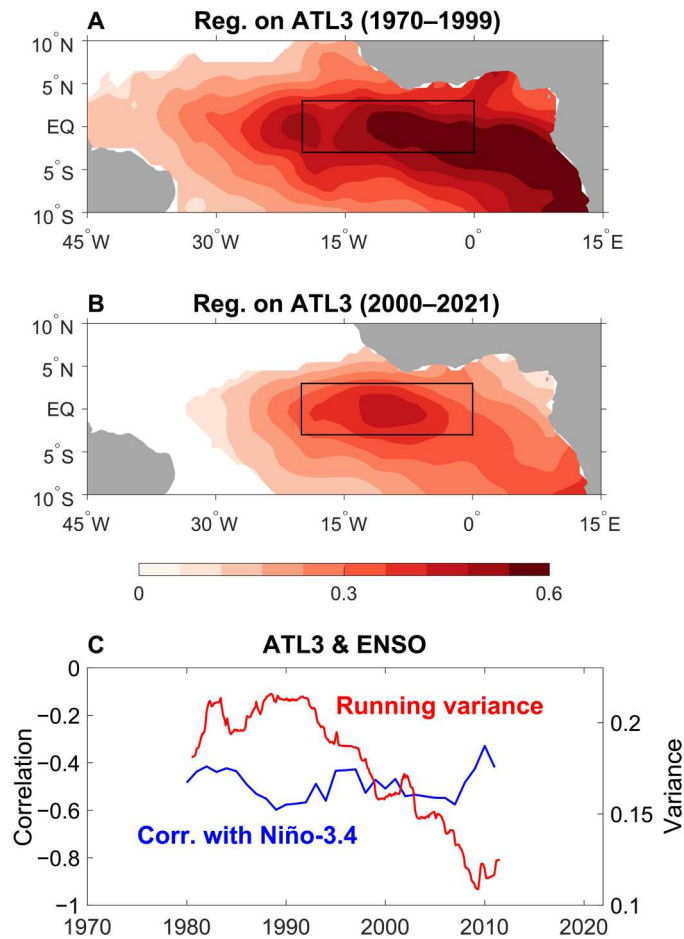 A Reg. on ATL3 (1970–1999)
10°N
5°N
EQ
5°S
10°S
45°W 30°W 15°W 0° 15°E
B Reg. on ATL3 (2000–2021)
10°N
5°N
EQ
5°S
10°S
45°W 30°W 15°W 0° 15°E
0 0.3 0.6
C ATL3 & ENSO
0
−0.2
−0.4
−0.6
−0.8
−1
Correlation
Running variance
Corr. with Niño-3.4
0.2
0.15
0.1
Variance
1970 1980 1990 2000 2010 2020